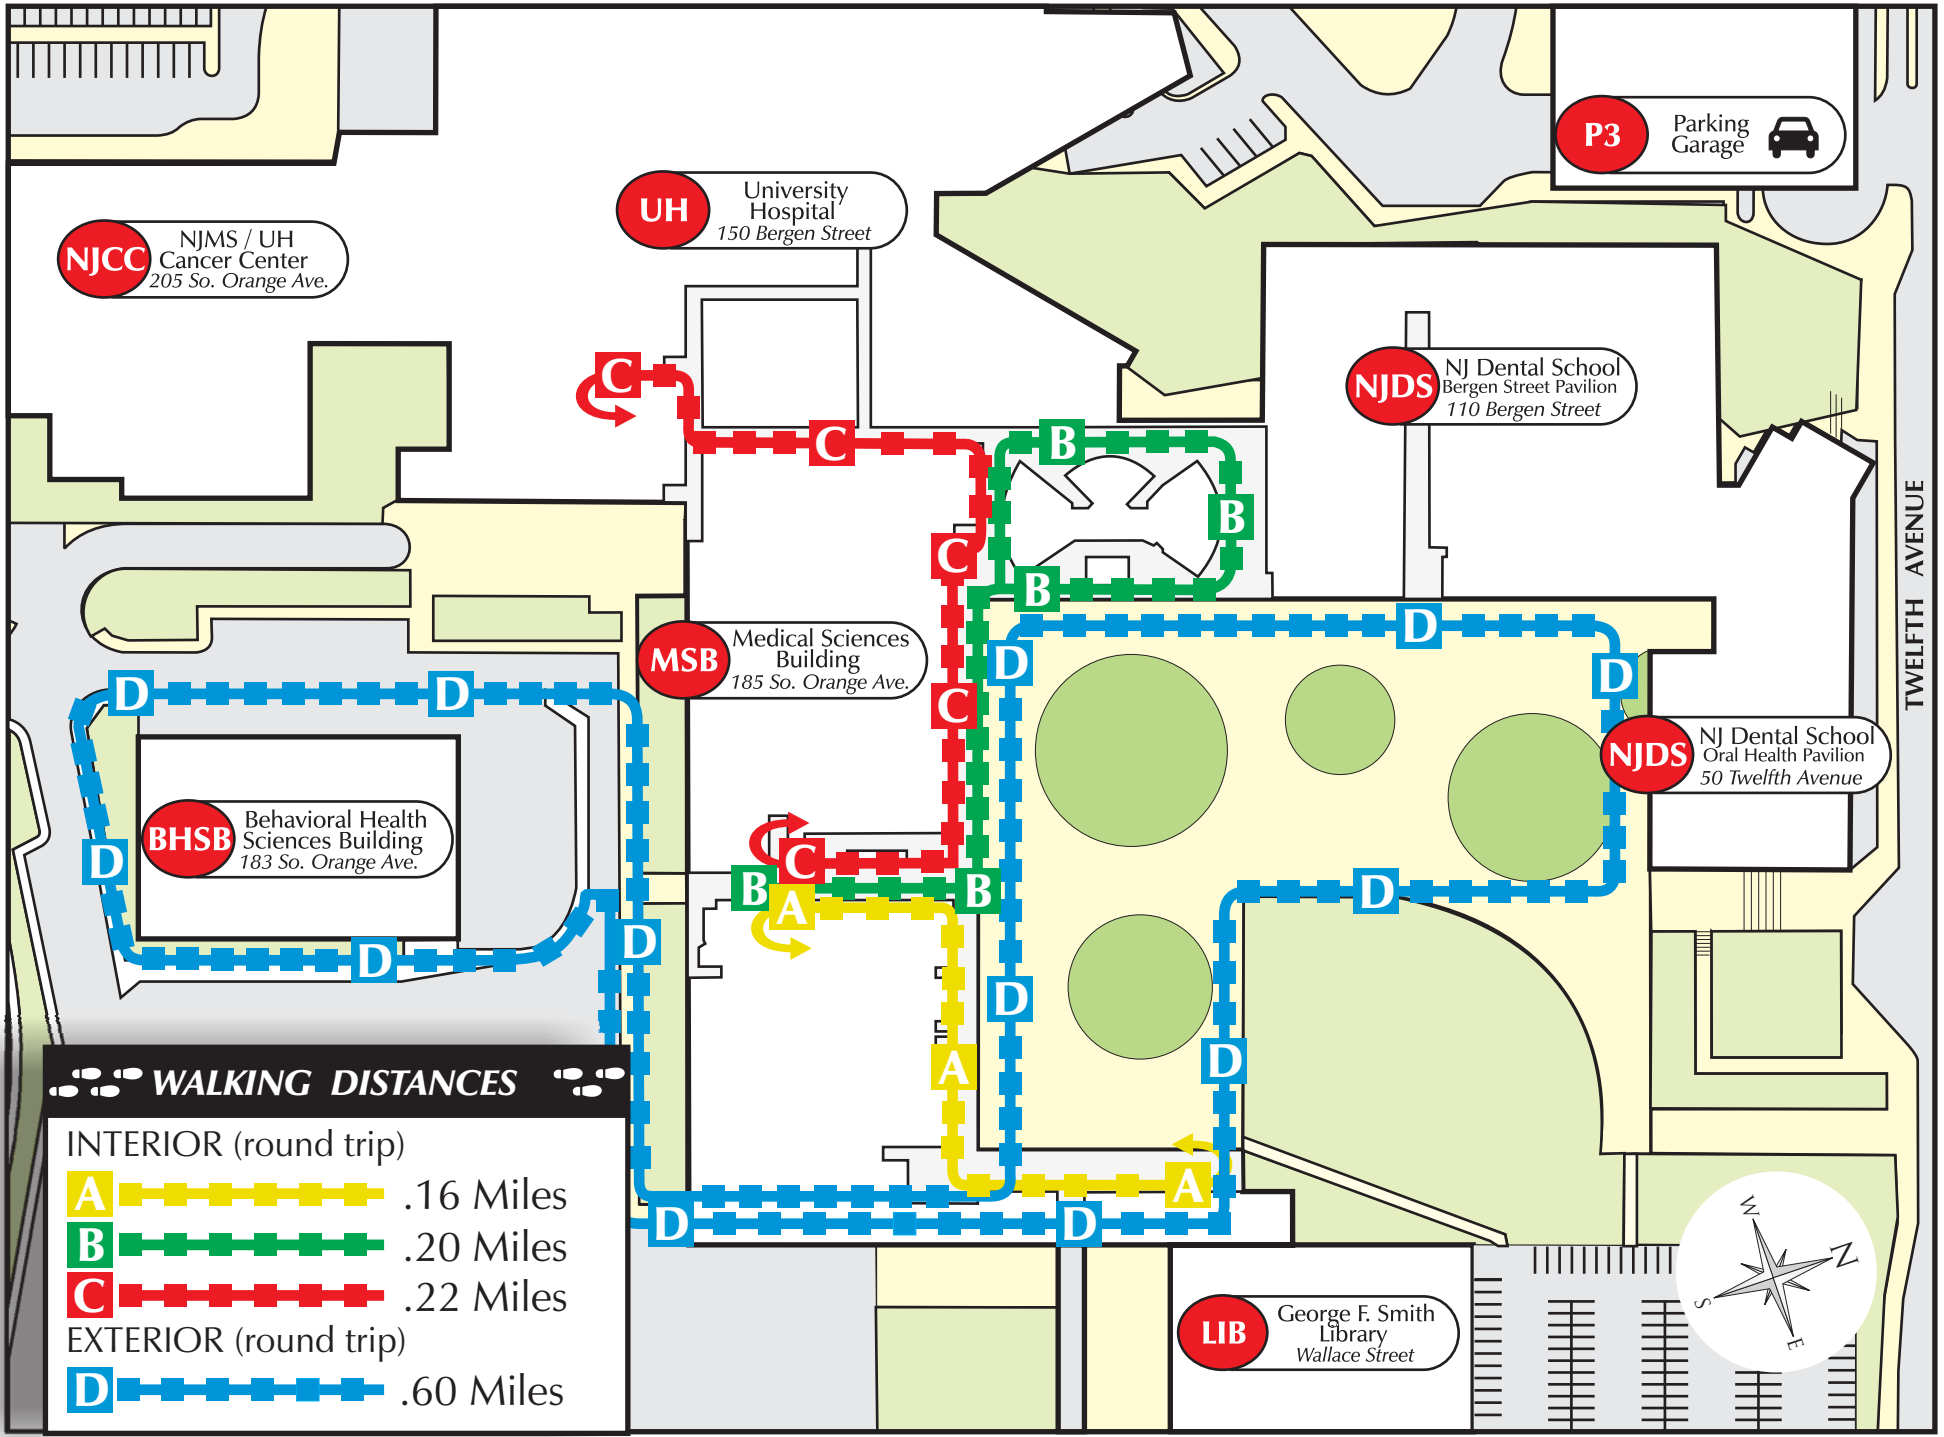 P3
Parking
Garage
UH
University
Hospital
150 Bergen Street
NJCC
NJMS / UH
Cancer Center
205 So. Orange Ave.
NJDS
NJ Dental School
Bergen Street Pavilion
110 Bergen Street
C
C
B
B
C
B
TWELFTH AVENUE
MSB
Medical Sciences
Building
185 So. Orange Ave.
D
D
D
D
D
C
NJDS
NJ Dental School
Oral Health Pavilion
50 Twelfth Avenue
BHSB
Behavioral Health
Sciences Building
183 So. Orange Ave.
D
C
B
A
B
D
D
D
D
A
D
A
D
D
WALKING DISTANCES
INTERIOR (round trip)
A .16 Miles
B .20 Miles
C .22 Miles
EXTERIOR (round trip)
D .60 Miles
W
N
S
E
LIB
George F. Smith
Library
Wallace Street